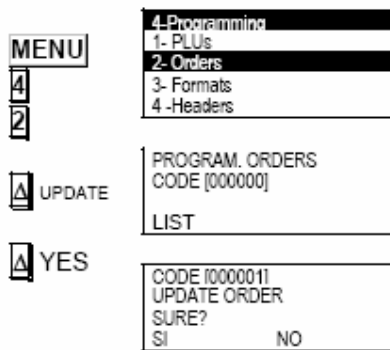 MENU
4
2
4-Programming
1- PLUs
2- Orders
3- Formats
4 -Headers
Δ UPDATE
PROGRAM. ORDERS
CODE [000000]
LIST
Δ YES
CODE [000001]
UPDATE ORDER
SURE?
SI NO